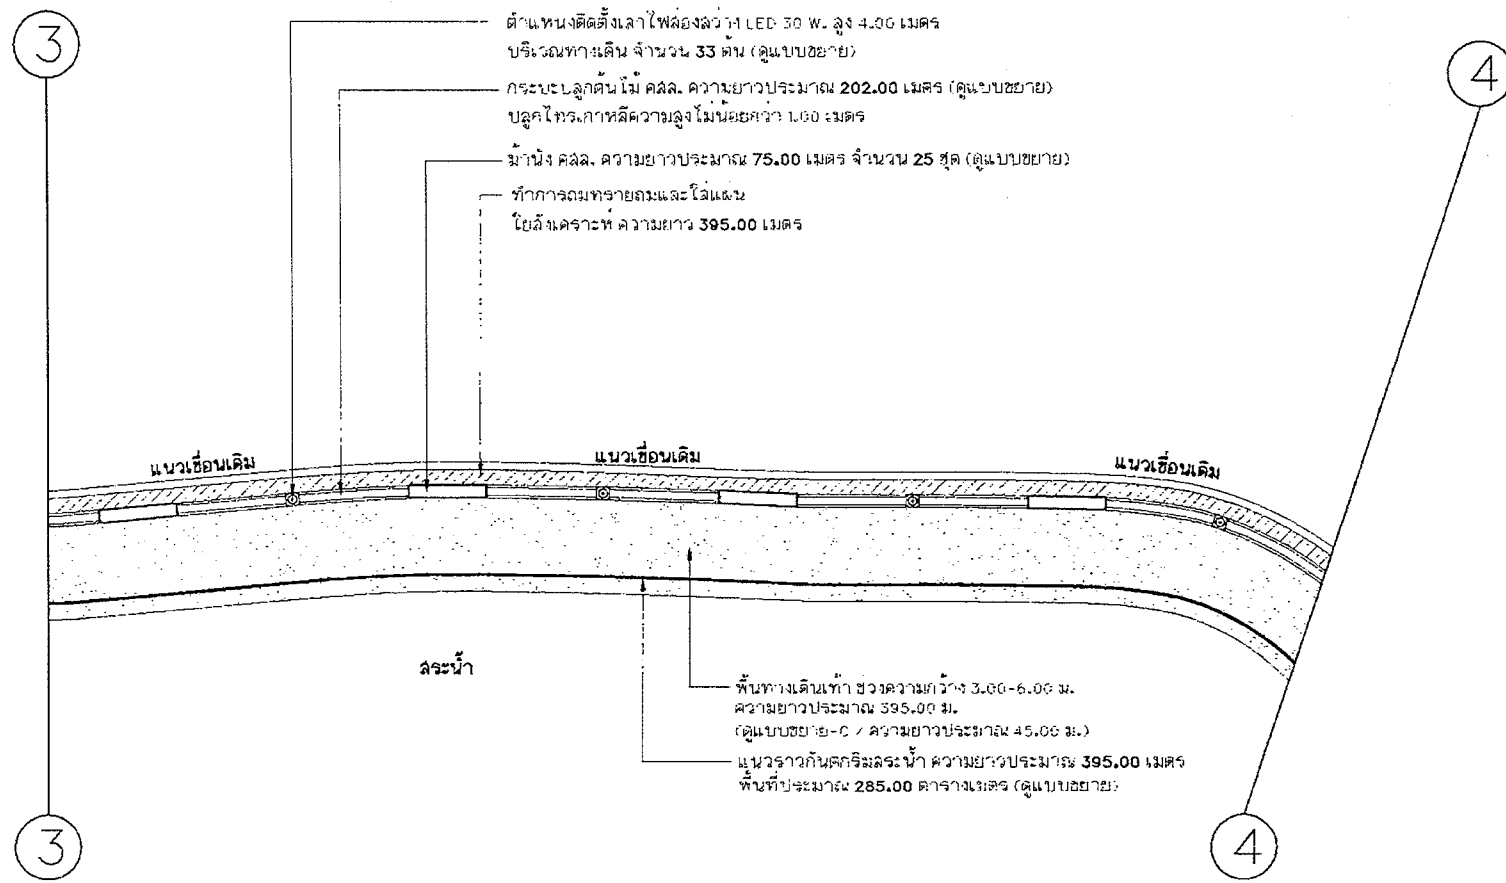 3
4
ตำแหน่งติดตั้งเสาไฟส่องสว่าง LED 30 W. สูง 4.00 เมตร
บริเวณทางเดิน จำนวน 33 ต้น (ดูแบบขยาย)
กระบะปลูกต้นไม้ คสล. ความยาวประมาณ 202.00 เมตร (ดูแบบขยาย)
ปลูกไทรเกาหลีความสูงไม่น้อยกว่า 1.00 เมตร
ม้านั่ง คสล. ความยาวประมาณ 75.00 เมตร จำนวน 25 ชุด (ดูแบบขยาย)
ทำการถมทรายถมและใส่แผ่น
ใยสังเคราะห์ ความยาว 395.00 เมตร
แนวเขื่อนเดิม
แนวเขื่อนเดิม
แนวเขื่อนเดิม
สระน้ำ
พื้นทางเดินเท้า ช่วงความกว้าง 3.00-6.00 ม.
ความยาวประมาณ 395.00 ม.
(ดูแบบขยาย-C / ความยาวประมาณ 45.00 ม.)
แนวราวกันตกริมสระน้ำ ความยาวประมาณ 395.00 เมตร
พื้นที่ประมาณ 285.00 ตารางเมตร (ดูแบบขยาย)
3
4